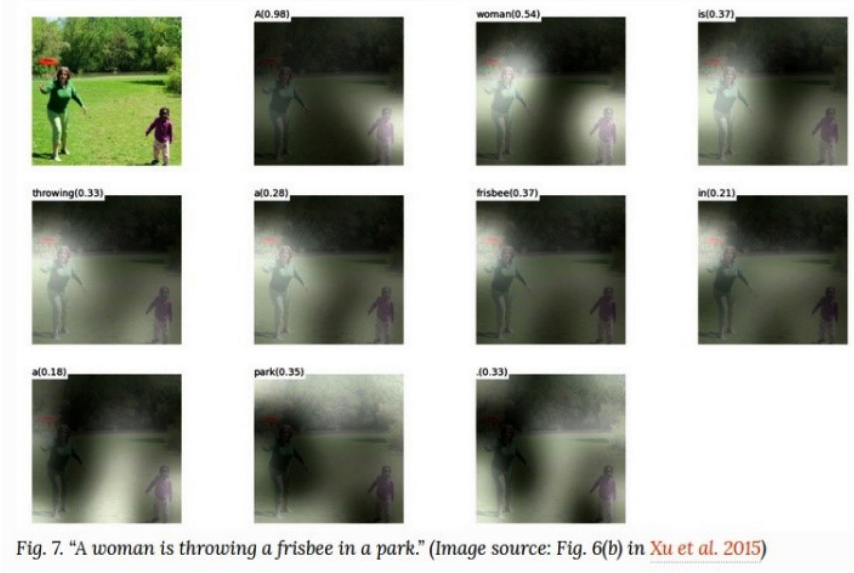 A(0.98)
woman(0.54)
is(0.37)
throwing(0.33)
a(0.28)
frisbee(0.37)
in(0.21)
a(0.18)
park(0.35)
.(0.33)
Fig. 7. “A woman is throwing a frisbee in a park.” (Image source: Fig. 6(b) in Xu et al. 2015)